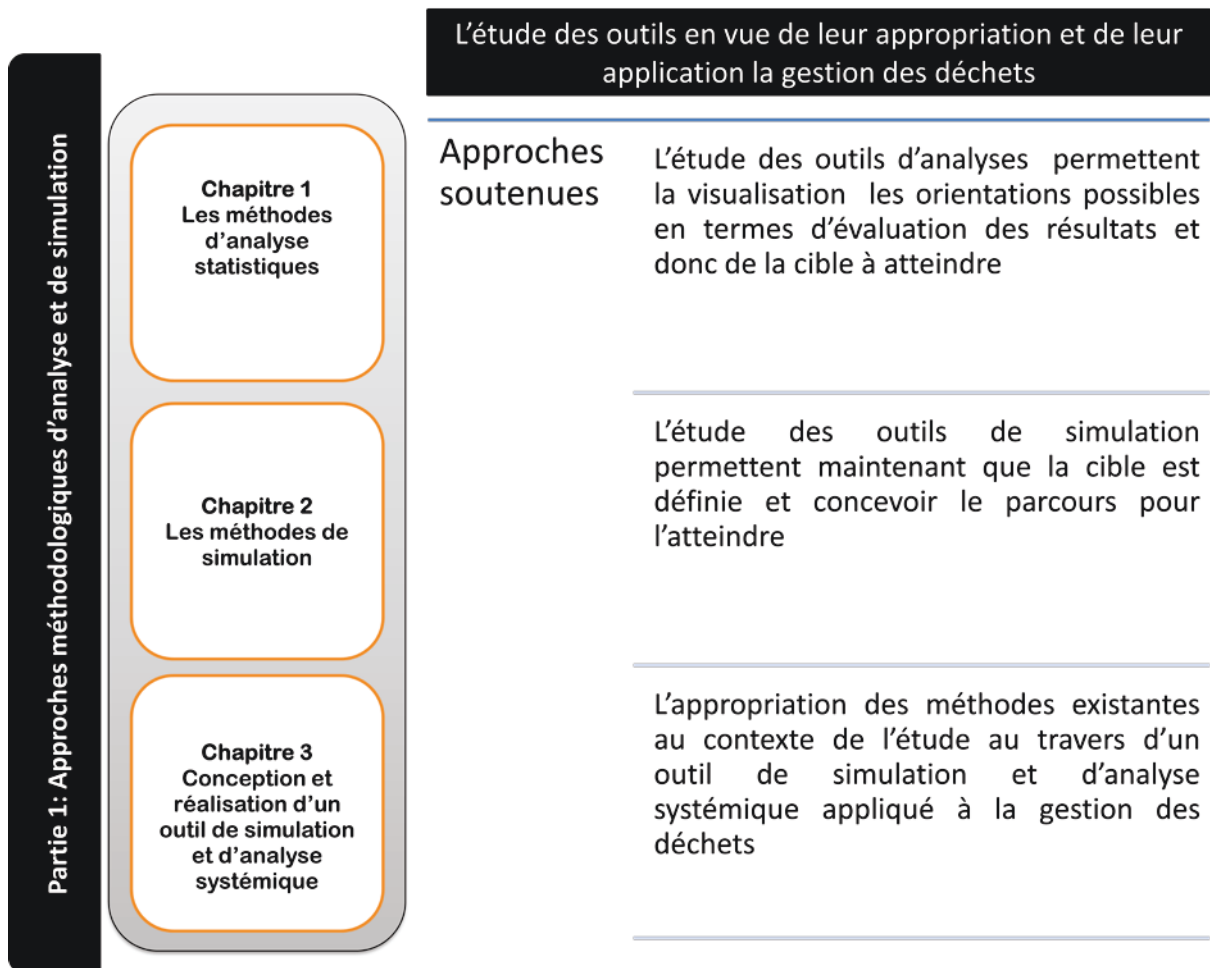 L’étude des outils en vue de leur appropriation et de leur
application la gestion des déchets
Partie 1: Approches méthodologiques d’analyse et de simulation
Chapitre 1
Les méthodes
d’analyse
statistiques
Approches
soutenues
L’étude des outils d’analyses permettent
la visualisation les orientations possibles
en termes d’évaluation des résultats et
donc de la cible à atteindre
Chapitre 2
Les méthodes de
simulation
L’étude des outils de simulation
permettent maintenant que la cible est
définie et concevoir le parcours pour
l’atteindre
Chapitre 3
Conception et
réalisation d’un
outil de simulation
et d’analyse
systémique
L’appropriation des méthodes existantes
au contexte de l’étude au travers d’un
outil de simulation et d’analyse
systémique appliqué à la gestion des
déchets